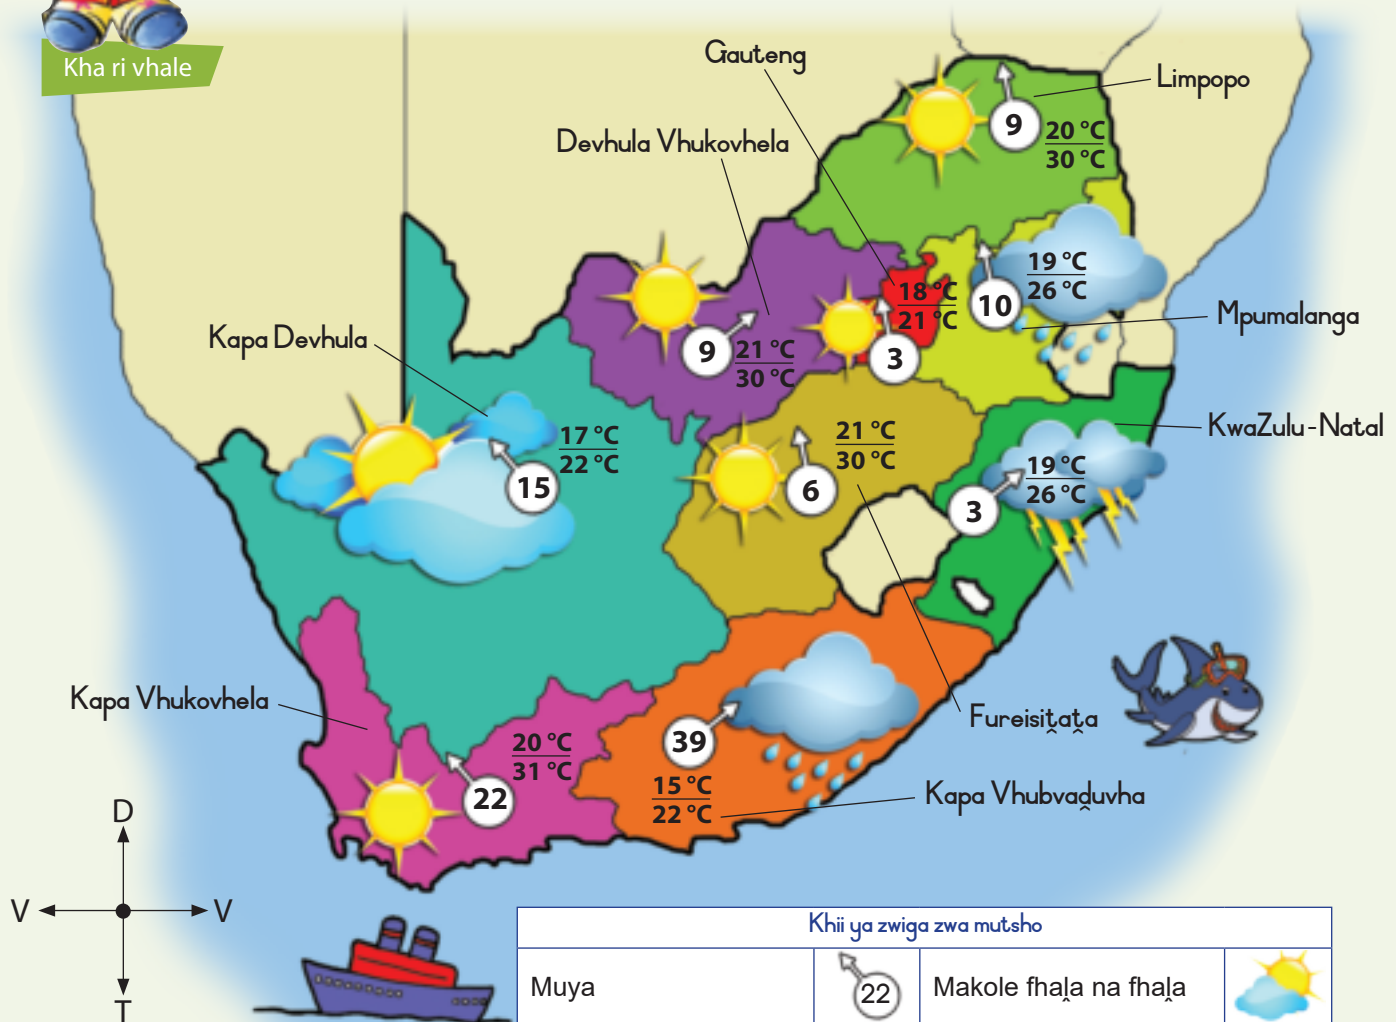 Kha ri vhale
Gauteng
Limpopo
Devhula Vhukovhela
9
20 °C
30 °C
19 °C
26 °C
10
18 °C
21 °C
3
Mpumalanga
Kapa Devhula
9
21 °C
30 °C
KwaZulu-Natal
17 °C
22 °C
15
21 °C
30 °C
6
19 °C
26 °C
3
Kapa Vhukovhela
Fureisiṱaṱa
39
15 °C
22 °C
20 °C
31 °C
22
Kapa Vhubvaḓuvha
D
V
V
T
Khii ya zwiga zwa mutsho
Muya
22
Makole fhaḽa na fhaḽa